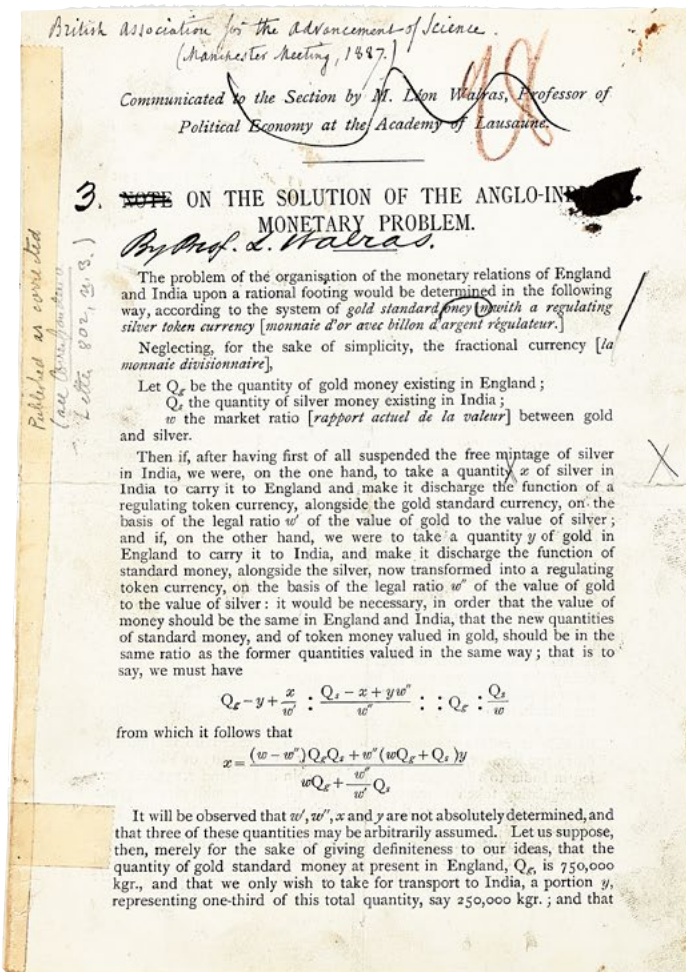 British Association for the Advancement of Science.
(Manchester Meeting, 1887.)
28
Communicated to the Section by M. Léon Walras, Professor of
Political Economy at the Academy of Lausaune.
3. NOTE ON THE SOLUTION OF THE ANGLO-IND
MONETARY PROBLEM.
By Prof. L. Walras.
The problem of the organisation of the monetary relations of England
and India upon a rational footing would be determined in the following
way, according to the system of gold standard oney m with a regulating
silver token currency [monnaie d'or avec billon d'argent régulateur.]
Neglecting, for the sake of simplicity, the fractional currency [la
monnaie divisionnaire],
Let Qg be the quantity of gold money existing in England;
Qs the quantity of silver money existing in India;
w the market ratio [rapport actuel de la valeur] between gold
and silver.
Then if, after having first of all suspended the free mintage of silver
in India, we were, on the one hand, to take a quantity x of silver in
India to carry it to England and make it discharge the function of a
regulating token currency, alongside the gold standard currency, on the
basis of the legal ratio w' of the value of gold to the value of silver;
and if, on the other hand, we were to take a quantity y of gold in
England to carry it to India, and make it discharge the function of
standard money, alongside the silver, now transformed into a regulating
token currency, on the basis of the legal ratio w" of the value of gold
to the value of silver: it would be necessary, in order that the value of
money should be the same in England and India, that the new quantities
of standard money, and of token money valued in gold, should be in the
same ratio as the former quantities valued in the same way; that is to
say, we must have
Qg − y + x/w' : (Qs − x + yw")/w" : : Qg : Qs/w
from which it follows that
x = ((w − w")QgQs + w"(wQg + Qs)y)/(wQg + w"/w' Qs)
It will be observed that w', w", x and y are not absolutely determined, and
that three of these quantities may be arbitrarily assumed. Let us suppose,
then, merely for the sake of giving definiteness to our ideas, that the
quantity of gold standard money at present in England, Qg, is 750,000
kgr., and that we only wish to take for transport to India, a portion y,
representing one-third of this total quantity, say 250,000 kgr.; and that
Published as corrected
(see Correspondence
Letter 802, n. 3.)